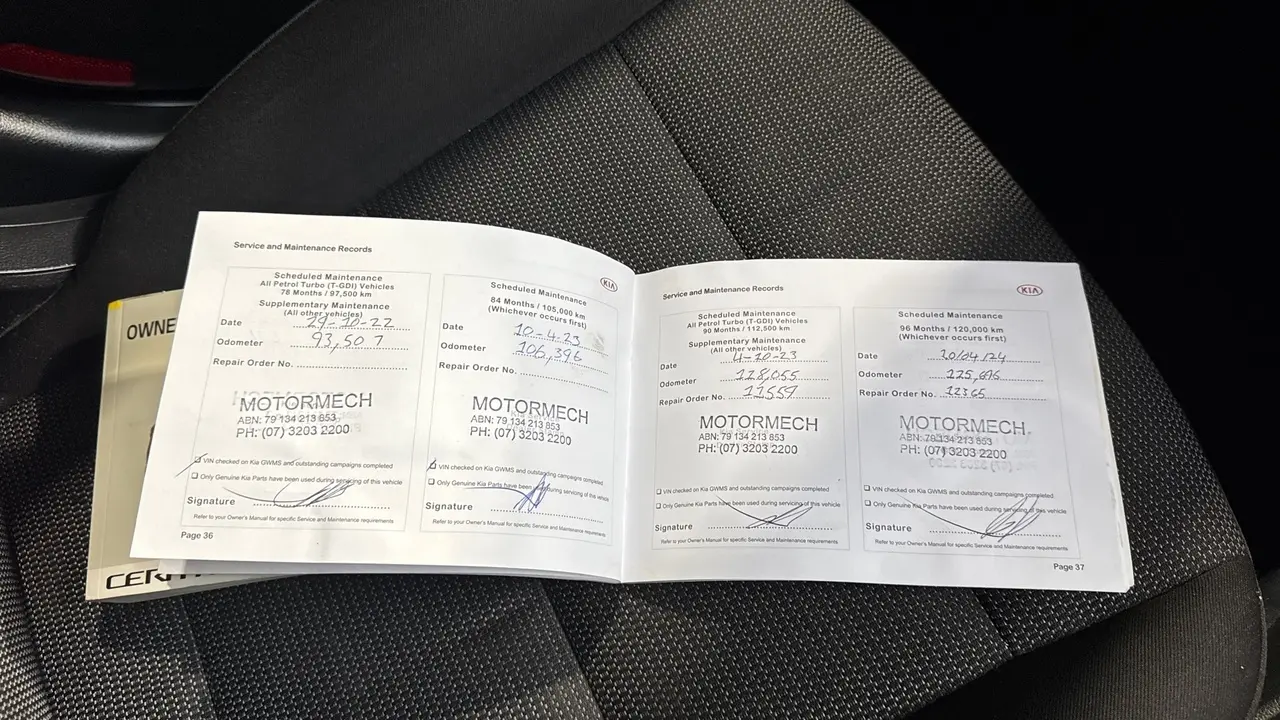 OWNE
CERAT
Service and Maintenance Records
Scheduled Maintenance
All Petrol Turbo (T-GDI) Vehicles
78 Months / 97,500 km
Supplementary Maintenance
(All other vehicles)
Date 29-10-22
Odometer 93,507
Repair Order No.
MOTORMECH
ABN: 79 134 213 853
PH: (07) 3203 2200
VIN checked on Kia GWMS and outstanding campaigns completed
Only Genuine Kia Parts have been used during servicing of this vehicle
Signature
Refer to your Owner's Manual for specific Service and Maintenance requirements
Page 36
KIA
Scheduled Maintenance
84 Months / 105,000 km
(Whichever occurs first)
Date 10-4-23
Odometer 106,396
Repair Order No.
MOTORMECH
ABN: 79 134 213 853
PH: (07) 3203 2200
VIN checked on Kia GWMS and outstanding campaigns completed
Only Genuine Kia Parts have been used during servicing of this vehicle
Signature
Refer to your Owner's Manual for specific Service and Maintenance requirements
Service and Maintenance Records
Scheduled Maintenance
All Petrol Turbo (T-GDI) Vehicles
90 Months / 112,500 km
Supplementary Maintenance
(All other vehicles)
Date 4-10-23
Odometer
Repair Order No.
MOTORMECH
ABN: 79 134 213 853
PH: (07) 3203 2200
VIN checked on Kia GWMS and outstanding campaigns completed
Only Genuine Kia Parts have been used during servicing of this vehicle
Signature
Refer to your Owner's Manual for specific Service and Maintenance requirements
KIA
Scheduled Maintenance
96 Months / 120,000 km
(Whichever occurs first)
Date
Odometer
Repair Order No. 12365
MOTORMECH
ABN: 79 134 213 853
PH: (07) 3203 2200
VIN checked on Kia GWMS and outstanding campaigns completed
Only Genuine Kia Parts have been used during servicing of this vehicle
Signature
Refer to your Owner's Manual for specific Service and Maintenance requirements
Page 37